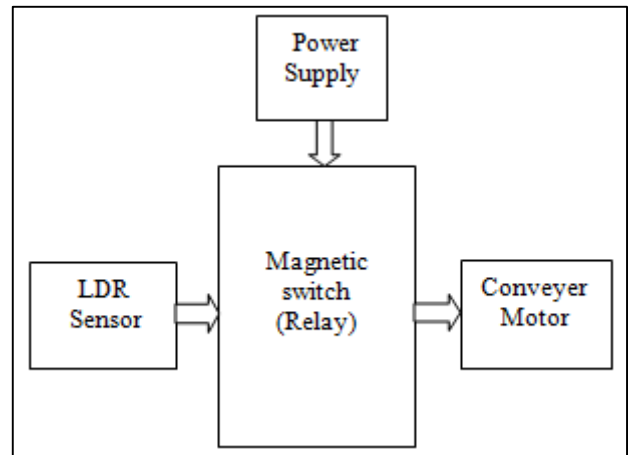 Power
Supply
LDR
Sensor
Magnetic
switch
(Relay)
Conveyer
Motor